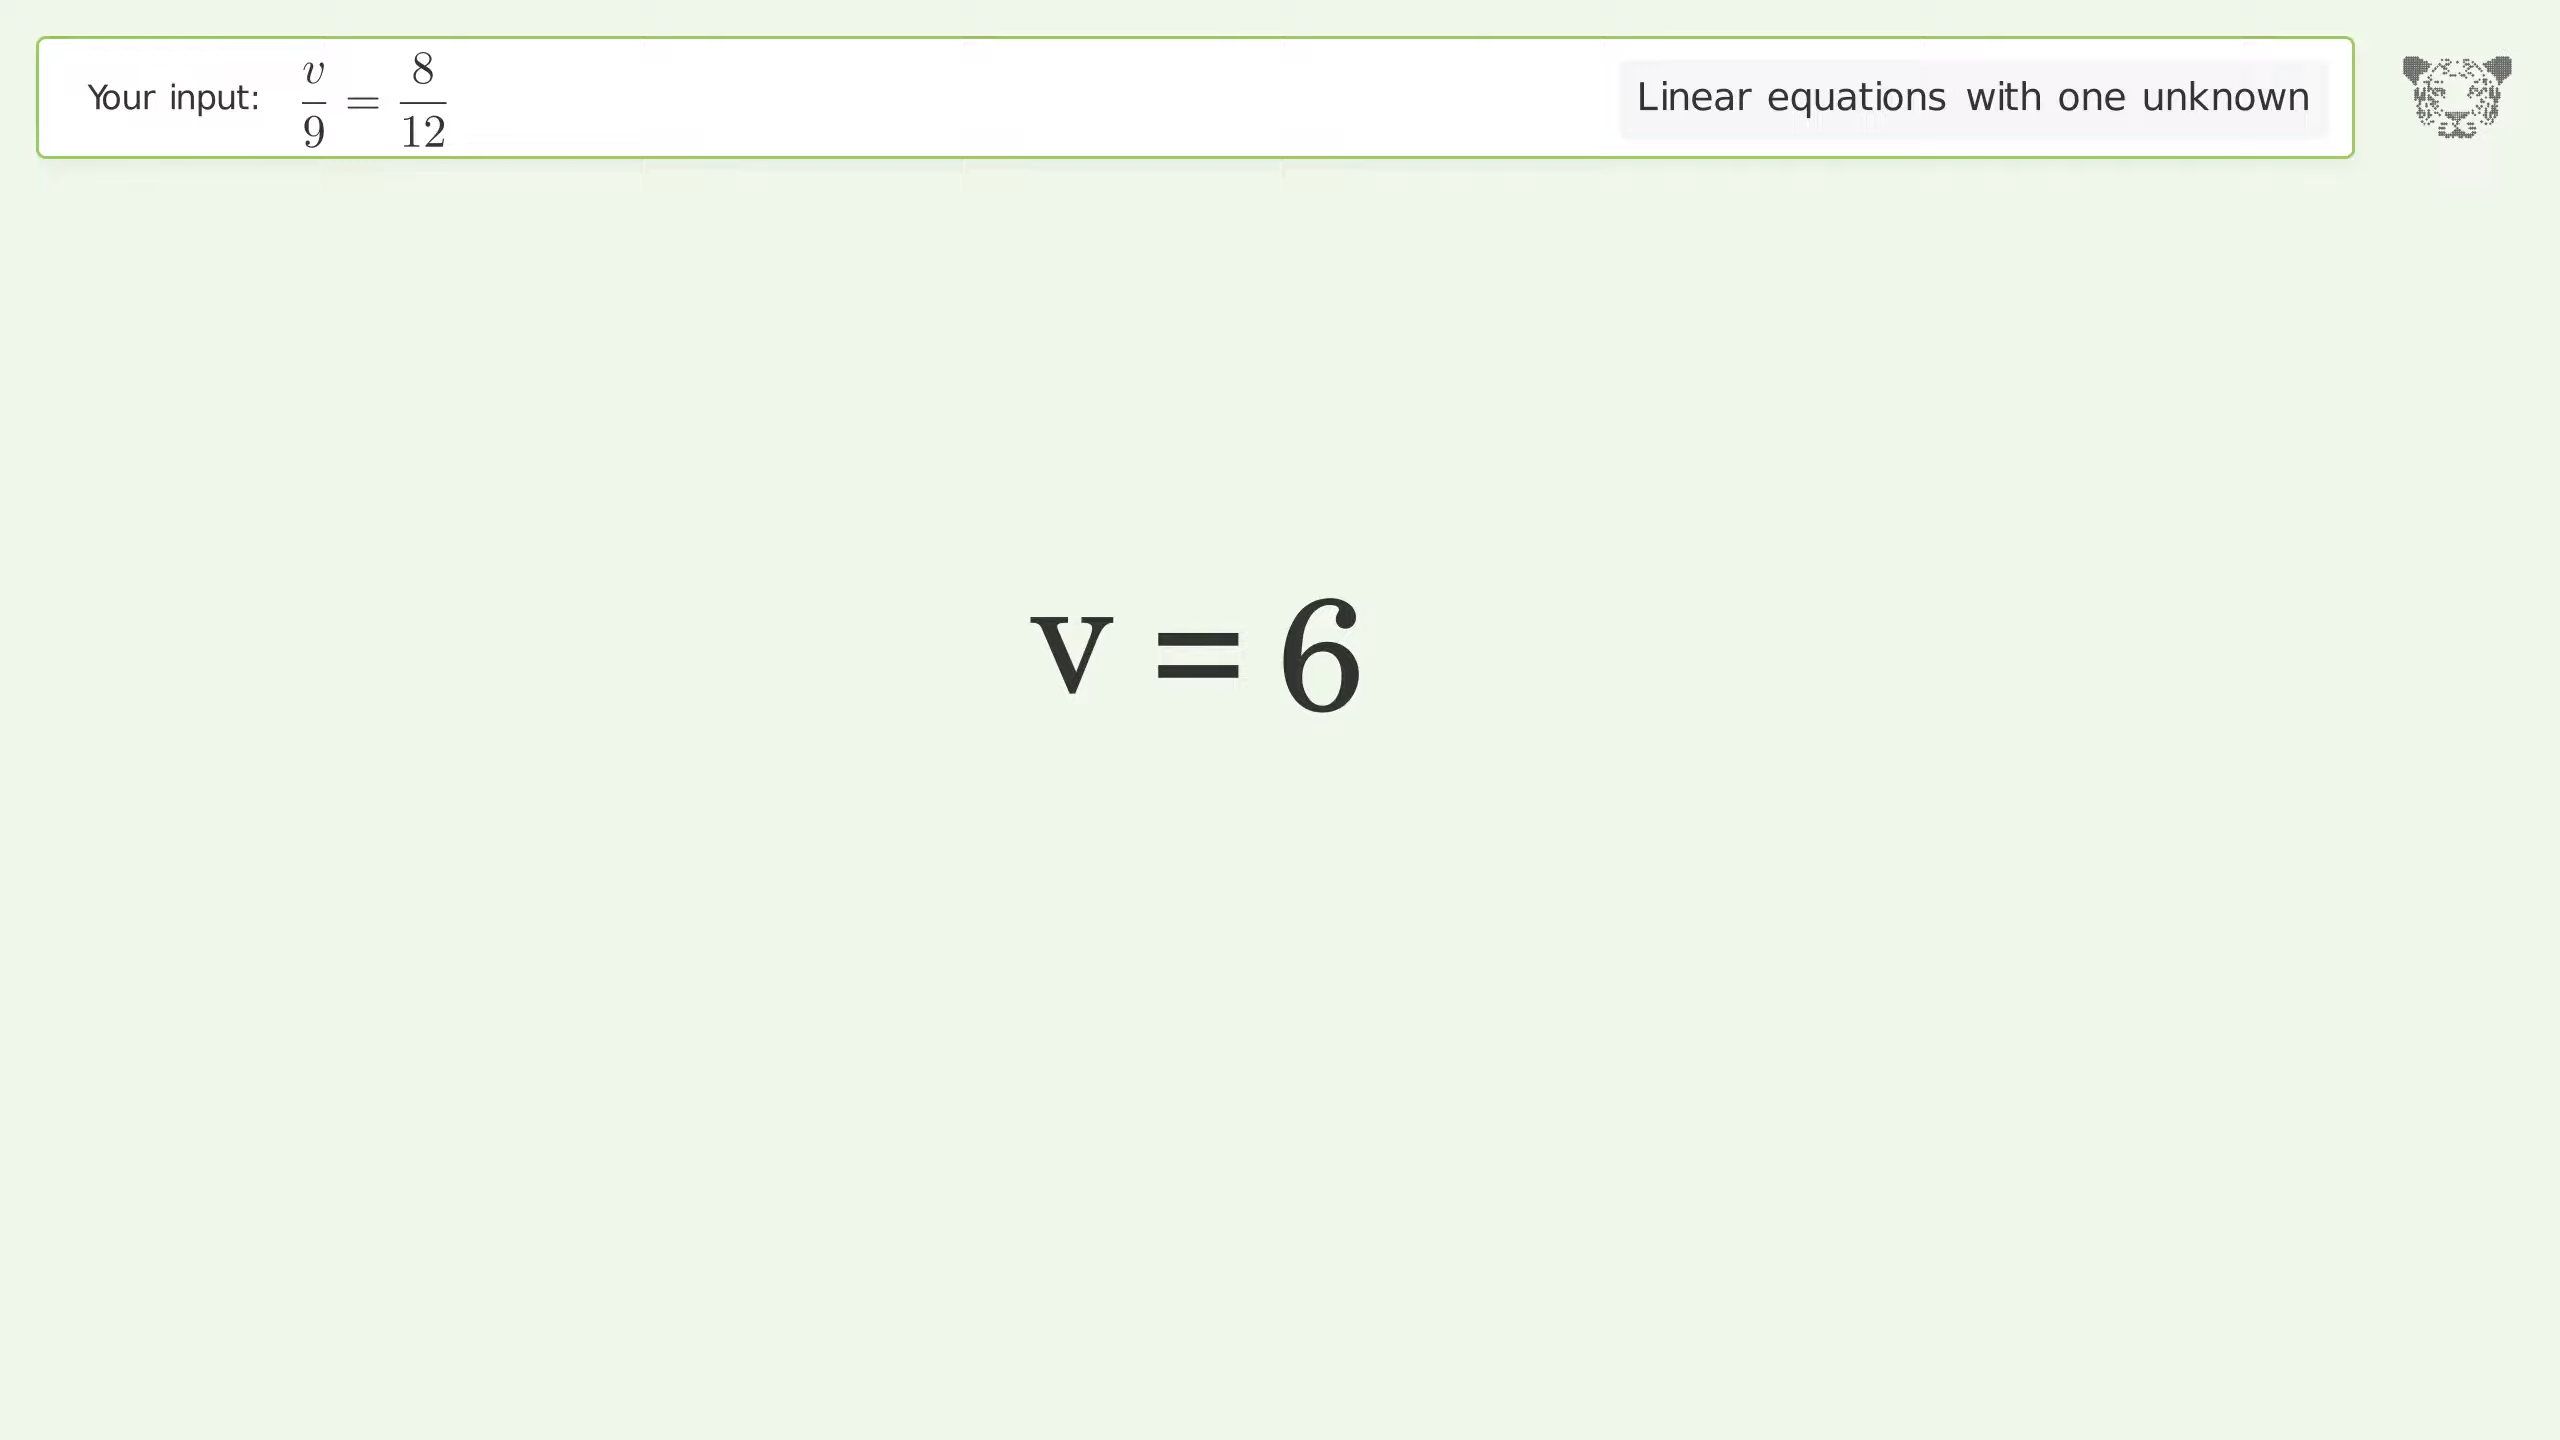 Your input: v/9 = 8/12
Linear equations with one unknown
v = 6